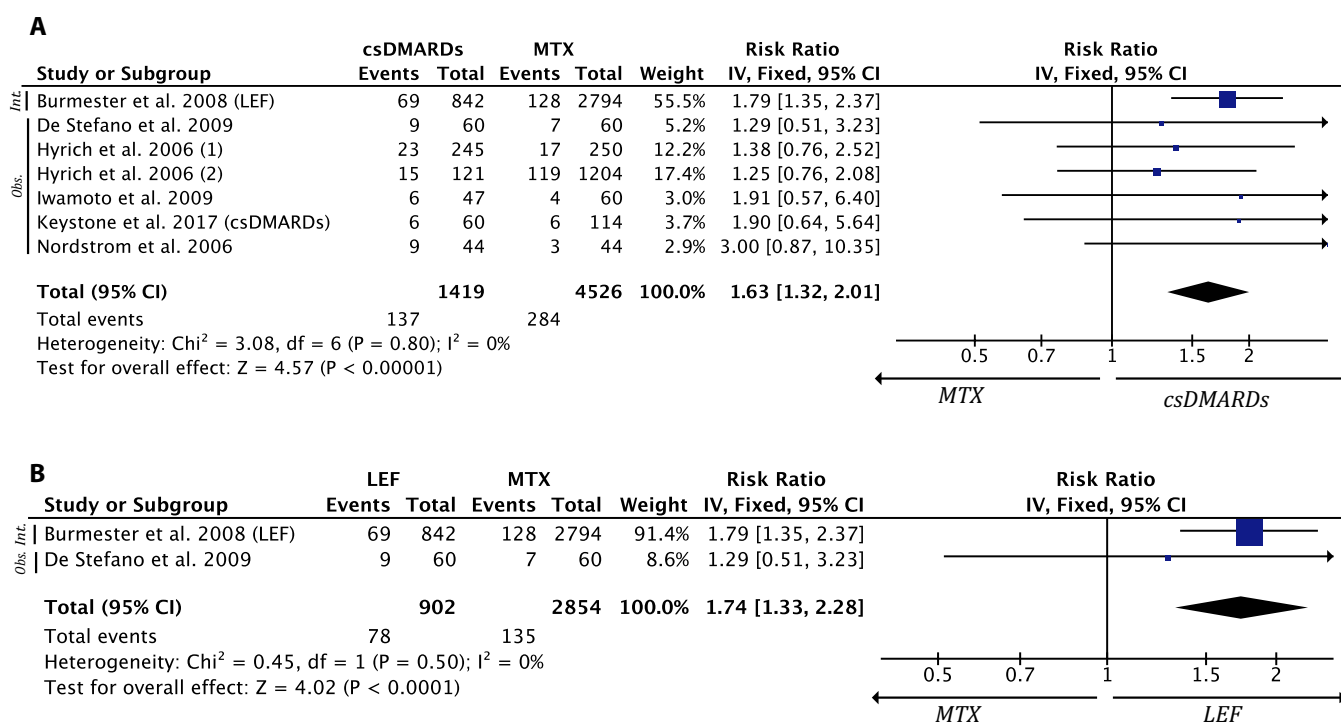 A
csDMARDs MTX Risk Ratio Risk Ratio
Study or Subgroup Events Total Events Total Weight IV, Fixed, 95% CI IV, Fixed, 95% CI
Int. Burmester et al. 2008 (LEF) 69 842 128 2794 55.5% 1.79 [1.35, 2.37]
Obs. De Stefano et al. 2009 9 60 7 60 5.2% 1.29 [0.51, 3.23]
Hyrich et al. 2006 (1) 23 245 17 250 12.2% 1.38 [0.76, 2.52]
Hyrich et al. 2006 (2) 15 121 119 1204 17.4% 1.25 [0.76, 2.08]
Iwamoto et al. 2009 6 47 4 60 3.0% 1.91 [0.57, 6.40]
Keystone et al. 2017 (csDMARDs) 6 60 6 114 3.7% 1.90 [0.64, 5.64]
Nordstrom et al. 2006 9 44 3 44 2.9% 3.00 [0.87, 10.35]
Total (95% CI) 1419 4526 100.0% 1.63 [1.32, 2.01]
Total events 137 284
Heterogeneity: Chi² = 3.08, df = 6 (P = 0.80); I² = 0%
Test for overall effect: Z = 4.57 (P < 0.00001)
0.5 0.7 1 1.5 2
MTX csDMARDs
B
LEF MTX Risk Ratio Risk Ratio
Study or Subgroup Events Total Events Total Weight IV, Fixed, 95% CI IV, Fixed, 95% CI
Int. Burmester et al. 2008 (LEF) 69 842 128 2794 91.4% 1.79 [1.35, 2.37]
Obs. De Stefano et al. 2009 9 60 7 60 8.6% 1.29 [0.51, 3.23]
Total (95% CI) 902 2854 100.0% 1.74 [1.33, 2.28]
Total events 78 135
Heterogeneity: Chi² = 0.45, df = 1 (P = 0.50); I² = 0%
Test for overall effect: Z = 4.02 (P < 0.0001)
0.5 0.7 1 1.5 2
MTX LEF